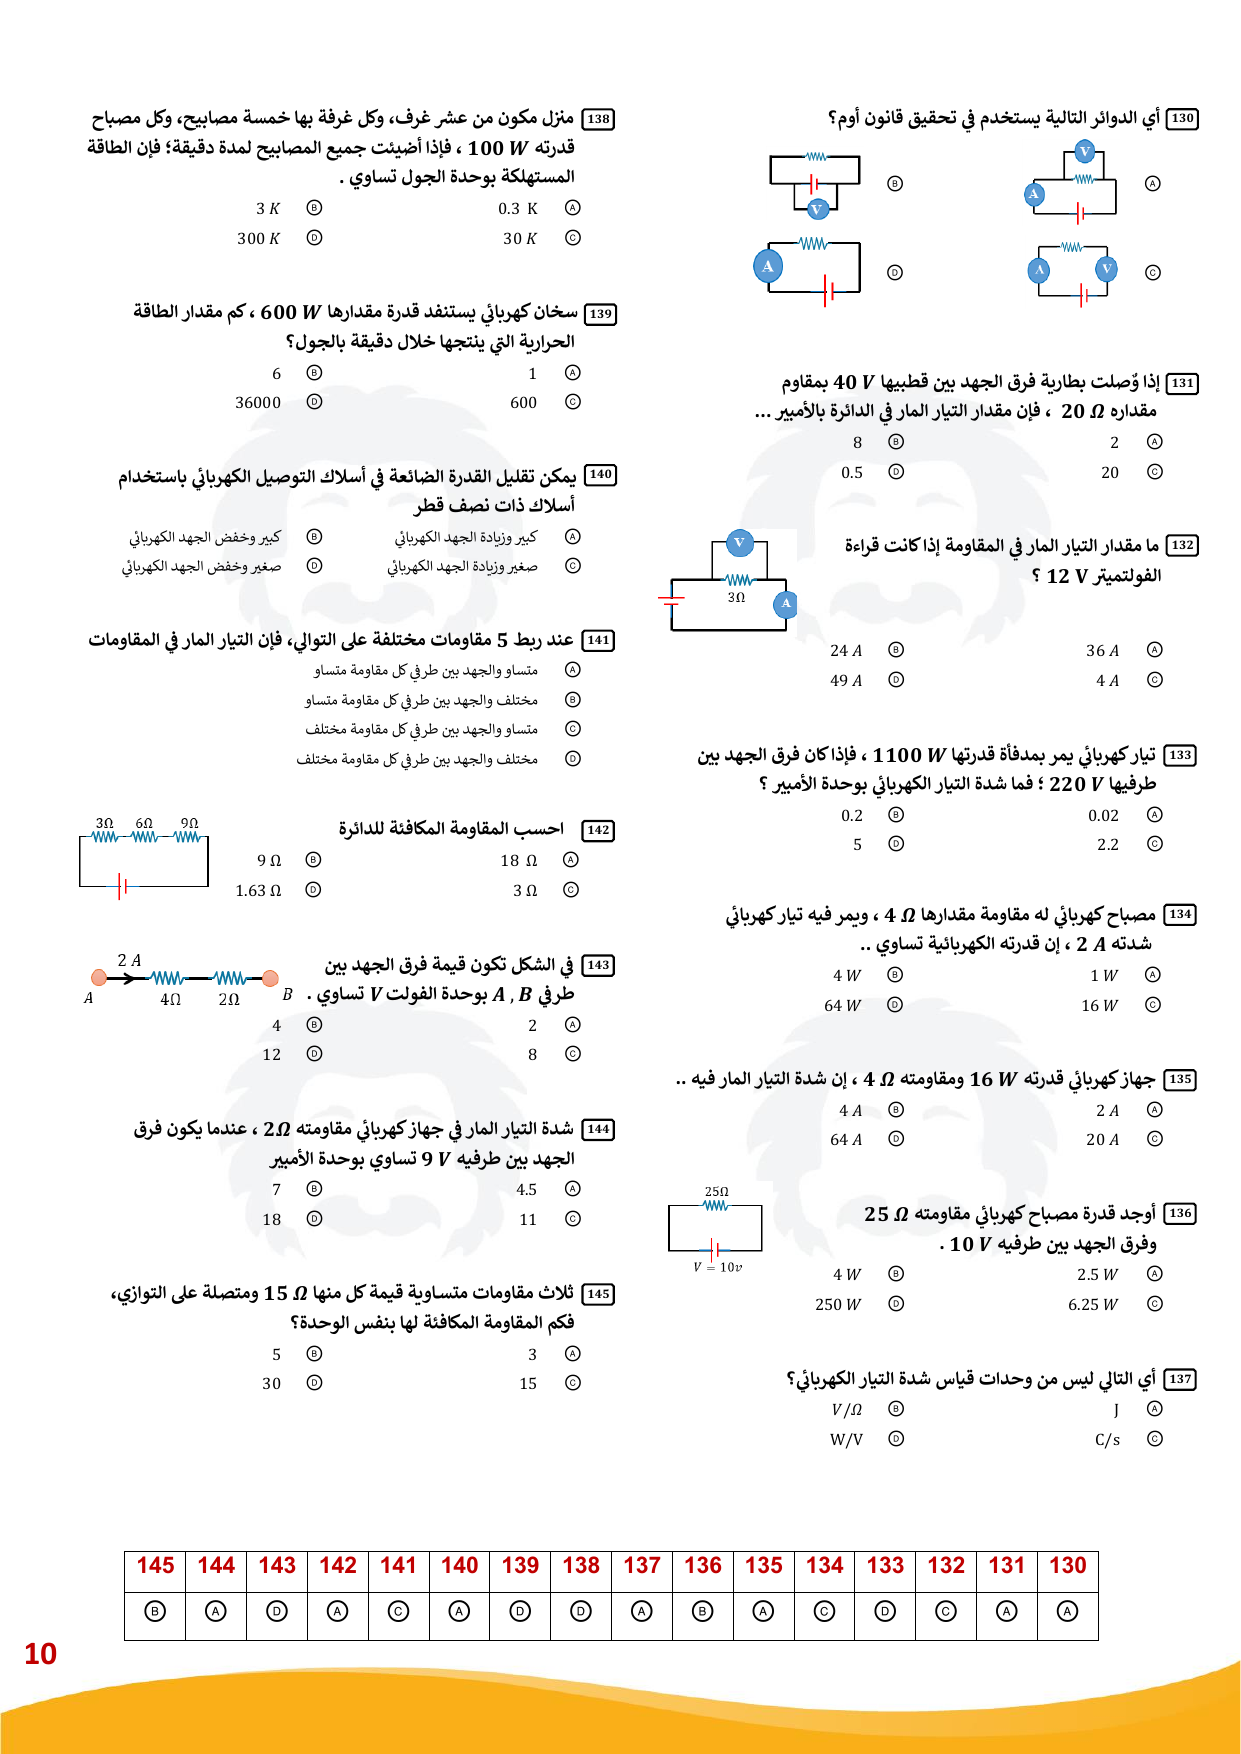 130 أي الدوائر التالية يستخدم في تحقيق قانون أوم؟
A V A
B V
C A V
D A
131 إذا وٌصلت بطارية فرق الجهد بين قطبيها 40 V بمقاوم
مقداره 20 Ω ، فإن مقدار التيار المار في الدائرة بالأمبير ...
A 2 B 8
C 20 D 0.5
132 ما مقدار التيار المار في المقاومة إذا كانت قراءة
الفولتميتر 12 V ؟
V
3Ω
A
A 36 A B 24 A
C 4 A D 49 A
133 تيار كهربائي يمر بمدفأة قدرتها 1100 W ، فإذا كان فرق الجهد بين
طرفيها 220 V ؛ فما شدة التيار الكهربائي بوحدة الأمبير ؟
A 0.02 B 0.2
C 2.2 D 5
134 مصباح كهربائي له مقاومة مقدارها 4 Ω ، ويمر فيه تيار كهربائي
شدته 2 A ، إن قدرته الكهربائية تساوي ..
A 1 W B 4 W
C 16 W D 64 W
135 جهاز كهربائي قدرته 16 W ومقاومته 4 Ω ، إن شدة التيار المار فيه ..
A 2 A B 4 A
C 20 A D 64 A
136 أوجد قدرة مصباح كهربائي مقاومته 25 Ω
وفرق الجهد بين طرفيه 10 V .
25Ω
V = 10v
A 2.5 W B 4 W
C 6.25 W D 250 W
137 أي التالي ليس من وحدات قياس شدة التيار الكهربائي؟
A J B V/Ω
C C/s D W/V
138 منزل مكون من عشر غرف، وكل غرفة بها خمسة مصابيح، وكل مصباح
قدرته 100 W ، فإذا أضيئت جميع المصابيح لمدة دقيقة؛ فإن الطاقة
المستهلكة بوحدة الجول تساوي .
A 0.3 K B 3 K
C 30 K D 300 K
139 سخان كهربائي يستنفد قدرة مقدارها 600 W ، كم مقدار الطاقة
الحرارية التي ينتجها خلال دقيقة بالجول؟
A 1 B 6
C 600 D 36000
140 يمكن تقليل القدرة الضائعة في أسلاك التوصيل الكهربائي باستخدام
أسلاك ذات نصف قطر
A كبير وزيادة الجهد الكهربائي B كبير وخفض الجهد الكهربائي
C صغير وزيادة الجهد الكهربائي D صغير وخفض الجهد الكهربائي
141 عند ربط 5 مقاومات مختلفة على التوالي، فإن التيار المار في المقاومات
A متساو والجهد بين طرفي كل مقاومة متساو
B مختلف والجهد بين طرفي كل مقاومة متساو
C متساو والجهد بين طرفي كل مقاومة مختلف
D مختلف والجهد بين طرفي كل مقاومة مختلف
142 احسب المقاومة المكافئة للدائرة
3Ω 6Ω 9Ω
A 18 Ω B 9 Ω
C 3 Ω D 1.63 Ω
143 في الشكل تكون قيمة فرق الجهد بين
طرفي A , B بوحدة الفولت V تساوي .
2 A
A 4Ω 2Ω B
A 2 B 4
C 8 D 12
144 شدة التيار المار في جهاز كهربائي مقاومته 2Ω ، عندما يكون فرق
الجهد بين طرفيه 9 V تساوي بوحدة الأمبير
A 4.5 B 7
C 11 D 18
145 ثلاث مقاومات متساوية قيمة كل منها 15 Ω ومتصلة على التوازي،
فكم المقاومة المكافئة لها بنفس الوحدة؟
A 3 B 5
C 15 D 30
145 144 143 142 141 140 139 138 137 136 135 134 133 132 131 130
B A D A C A D D A B A C D C A A
10